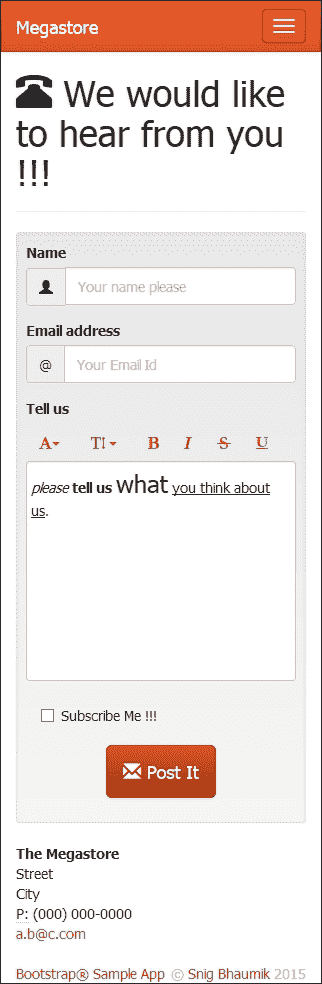 Megastore
We would like
to hear from you
!!!
Name
Your name please
Email address
@ Your Email Id
Tell us
A T! B I S U
please tell us what you think about
us.
Subscribe Me !!!
Post It
The Megastore
Street
City
P: (000) 000-0000
a.b@c.com
Bootstrap® Sample App © Snig Bhaumik 2015